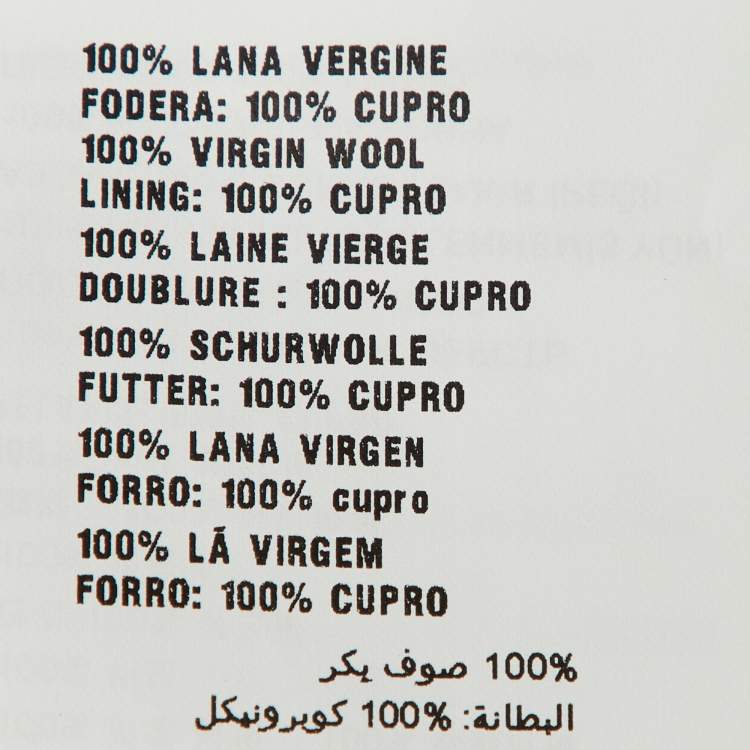 100% LANA VERGINE
FODERA: 100% CUPRO
100% VIRGIN WOOL
LINING: 100% CUPRO
100% LAINE VIERGE
DOUBLURE : 100% CUPRO
100% SCHURWOLLE
FUTTER: 100% CUPRO
100% LANA VIRGEN
FORRO: 100% cupro
100% LÃ VIRGEM
FORRO: 100% CUPRO
100% صوف بكر
البطانة: 100% كوبرونيكل